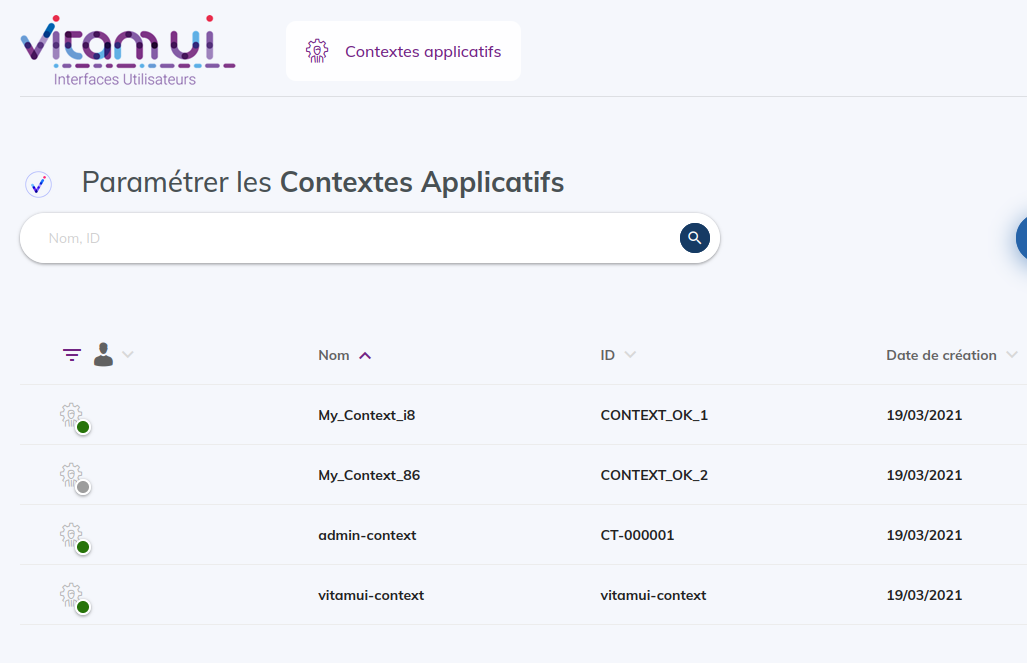 vitamui
Interfaces Utilisateurs
Contextes applicatifs
Paramétrer les Contextes Applicatifs
Nom, ID
Nom ID Date de création
My_Context_i8 CONTEXT_OK_1 19/03/2021
My_Context_86 CONTEXT_OK_2 19/03/2021
admin-context CT-000001 19/03/2021
vitamui-context vitamui-context 19/03/2021